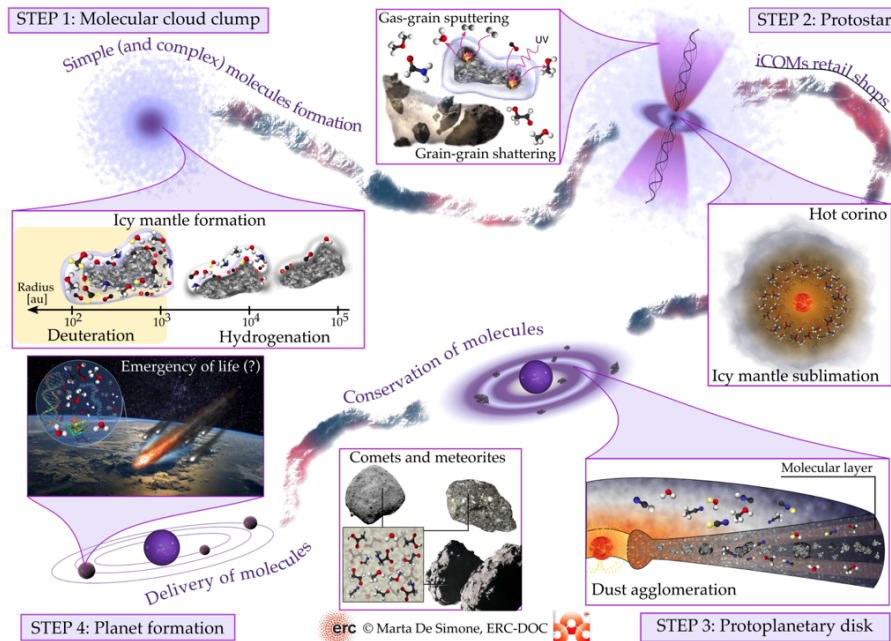 STEP 1: Molecular cloud clump
Simple (and complex) molecules formation
Gas-grain sputtering
UV
Grain-grain shattering
STEP 2: Protostar
iCOMs retail shops
Icy mantle formation
Radius
[au]
10² 10³ 10⁴ 10⁵
Deuteration Hydrogenation
Hot corino
Icy mantle sublimation
Emergency of life (?)
Conservation of molecules
Comets and meteorites
Molecular layer
Dust agglomeration
Delivery of molecules
STEP 4: Planet formation
erc © Marta De Simone, ERC-DOC
STEP 3: Protoplanetary disk